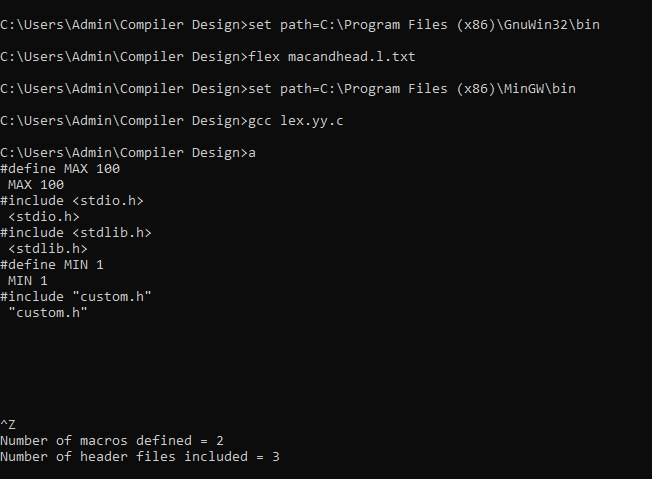 C:\Users\Admin\Compiler Design>set path=C:\Program Files (x86)\GnuWin32\bin
C:\Users\Admin\Compiler Design>flex macandhead.l.txt
C:\Users\Admin\Compiler Design>set path=C:\Program Files (x86)\MinGW\bin
C:\Users\Admin\Compiler Design>gcc lex.yy.c
C:\Users\Admin\Compiler Design>a
#define MAX 100
 MAX 100
#include <stdio.h>
 <stdio.h>
#include <stdlib.h>
 <stdlib.h>
#define MIN 1
 MIN 1
#include "custom.h"
 "custom.h"
^Z
Number of macros defined = 2
Number of header files included = 3